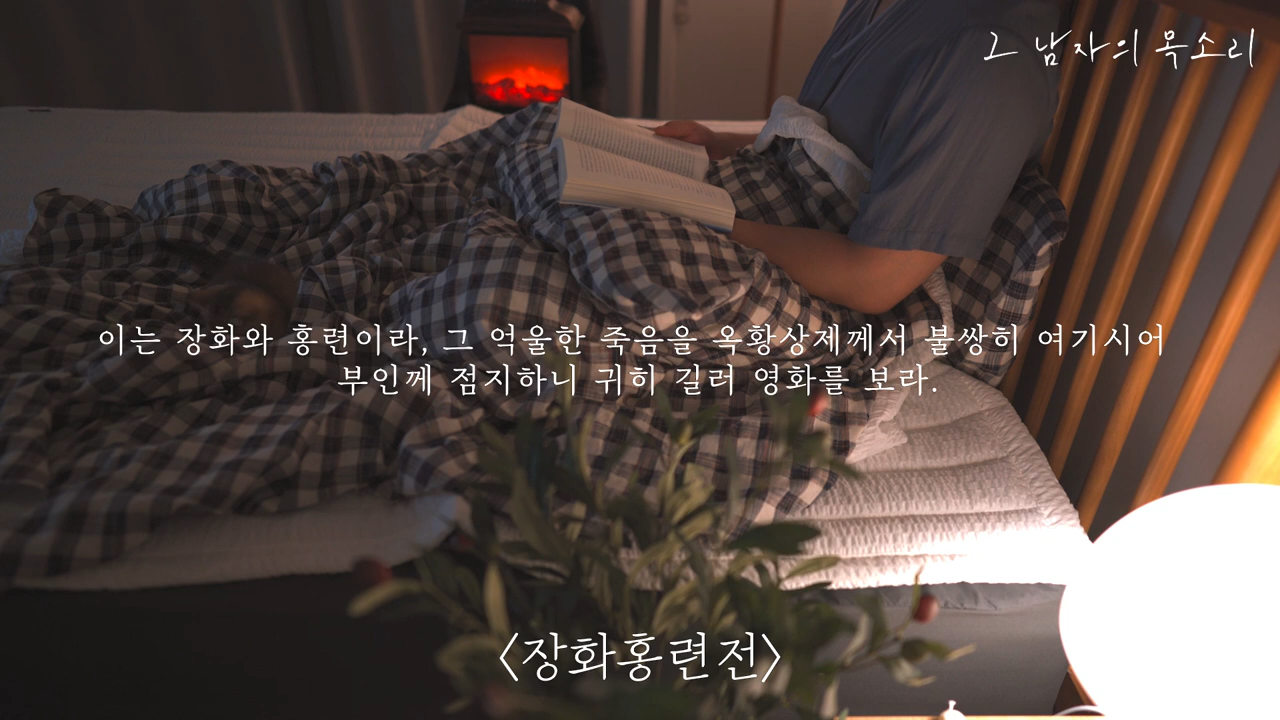 그 남자의 목소리
이는 장화와 홍련이라, 그 억울한 죽음을 옥황상제께서 불쌍히 여기시어
부인께 점지하니 귀히 길러 영화를 보라.
<장화홍련전>